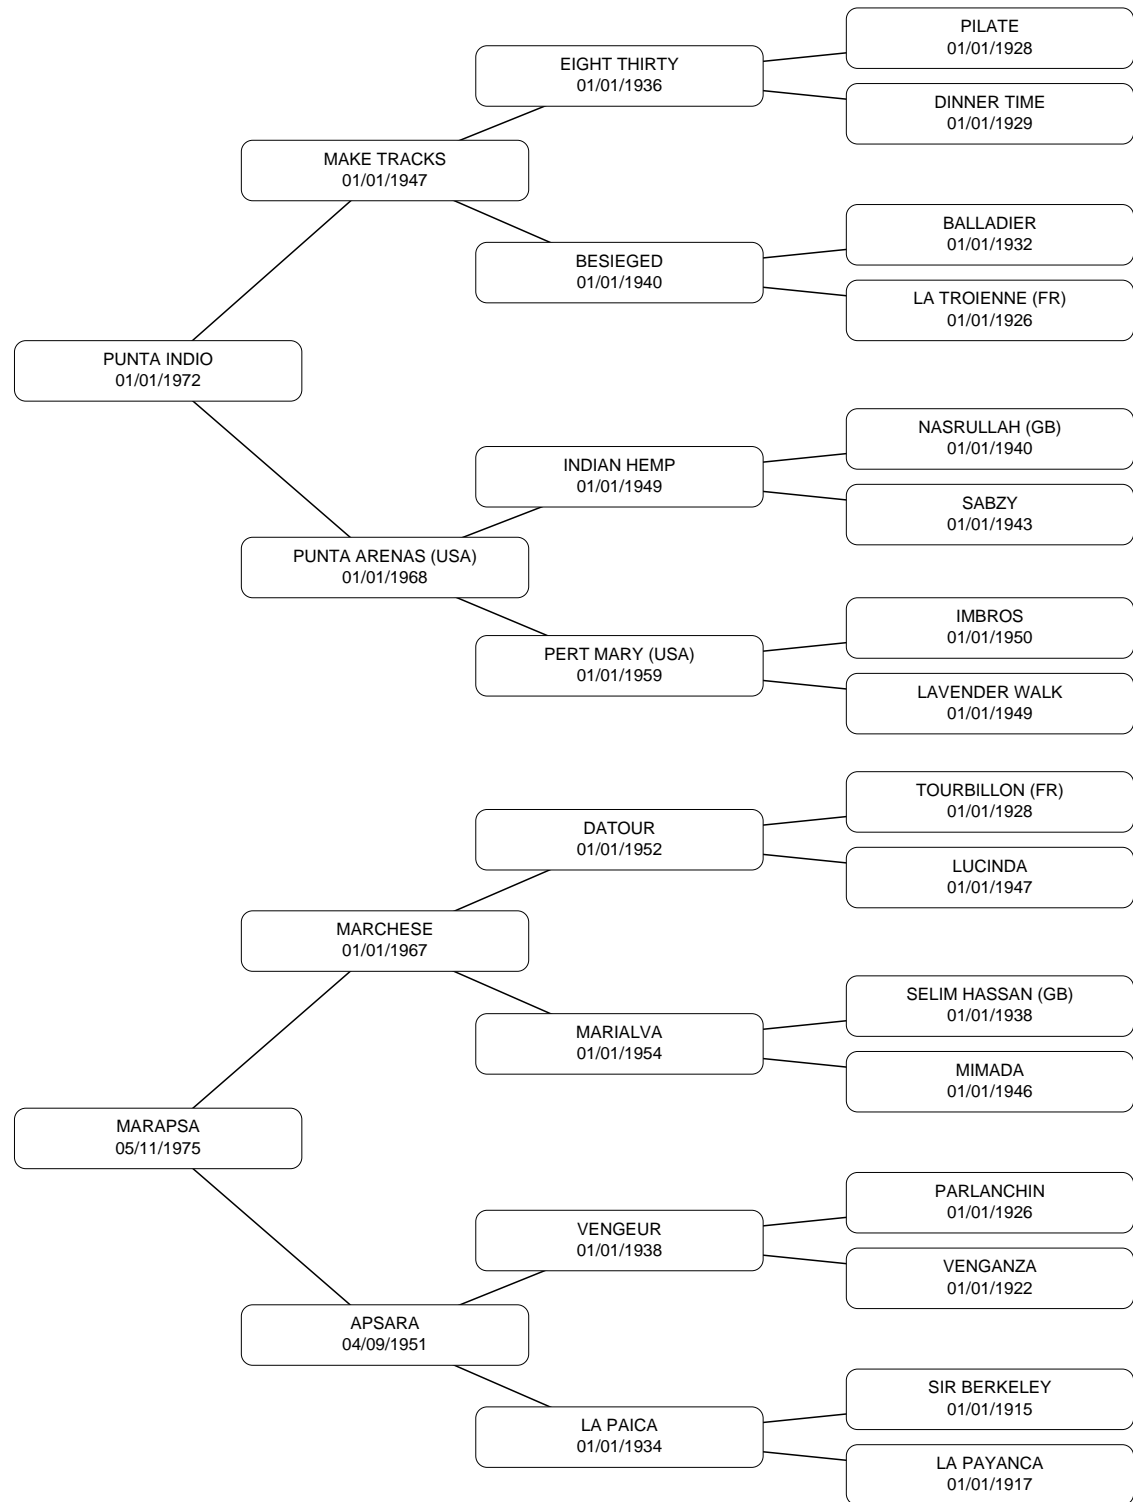 PILATE
01/01/1928
EIGHT THIRTY
01/01/1936
DINNER TIME
01/01/1929
MAKE TRACKS
01/01/1947
BALLADIER
01/01/1932
BESIEGED
01/01/1940
LA TROIENNE (FR)
01/01/1926
PUNTA INDIO
01/01/1972
NASRULLAH (GB)
01/01/1940
INDIAN HEMP
01/01/1949
SABZY
01/01/1943
PUNTA ARENAS (USA)
01/01/1968
IMBROS
01/01/1950
PERT MARY (USA)
01/01/1959
LAVENDER WALK
01/01/1949
TOURBILLON (FR)
01/01/1928
DATOUR
01/01/1952
LUCINDA
01/01/1947
MARCHESE
01/01/1967
SELIM HASSAN (GB)
01/01/1938
MARIALVA
01/01/1954
MIMADA
01/01/1946
MARAPSA
05/11/1975
PARLANCHIN
01/01/1926
VENGEUR
01/01/1938
VENGANZA
01/01/1922
APSARA
04/09/1951
SIR BERKELEY
01/01/1915
LA PAICA
01/01/1934
LA PAYANCA
01/01/1917